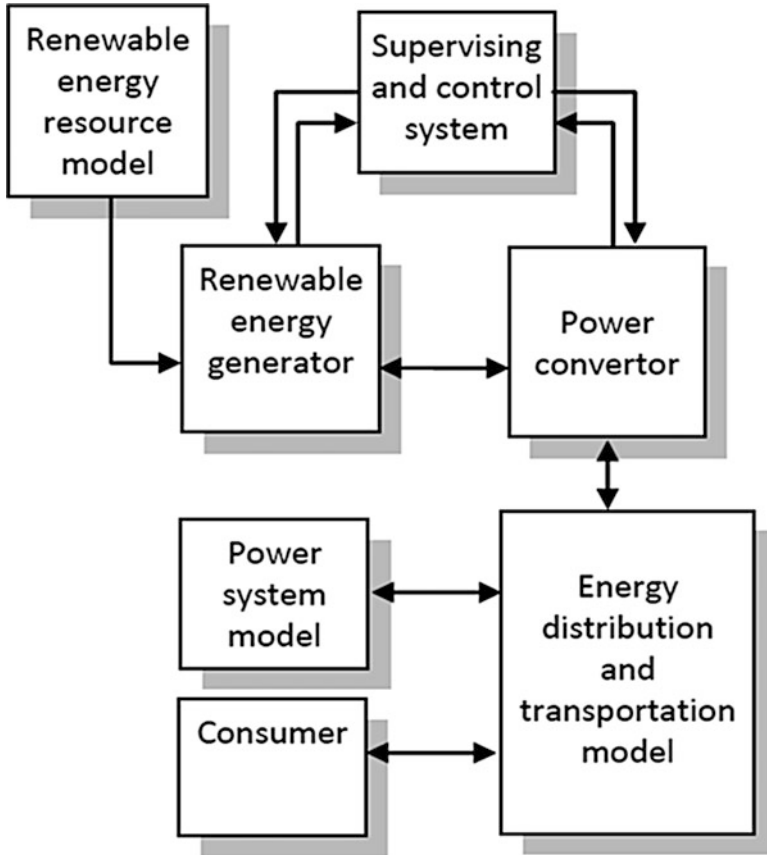 Renewable
energy
resource
model
Supervising
and control
system
Renewable
energy
generator
Power
convertor
Power
system
model
Energy
distribution
and
transportation
model
Consumer